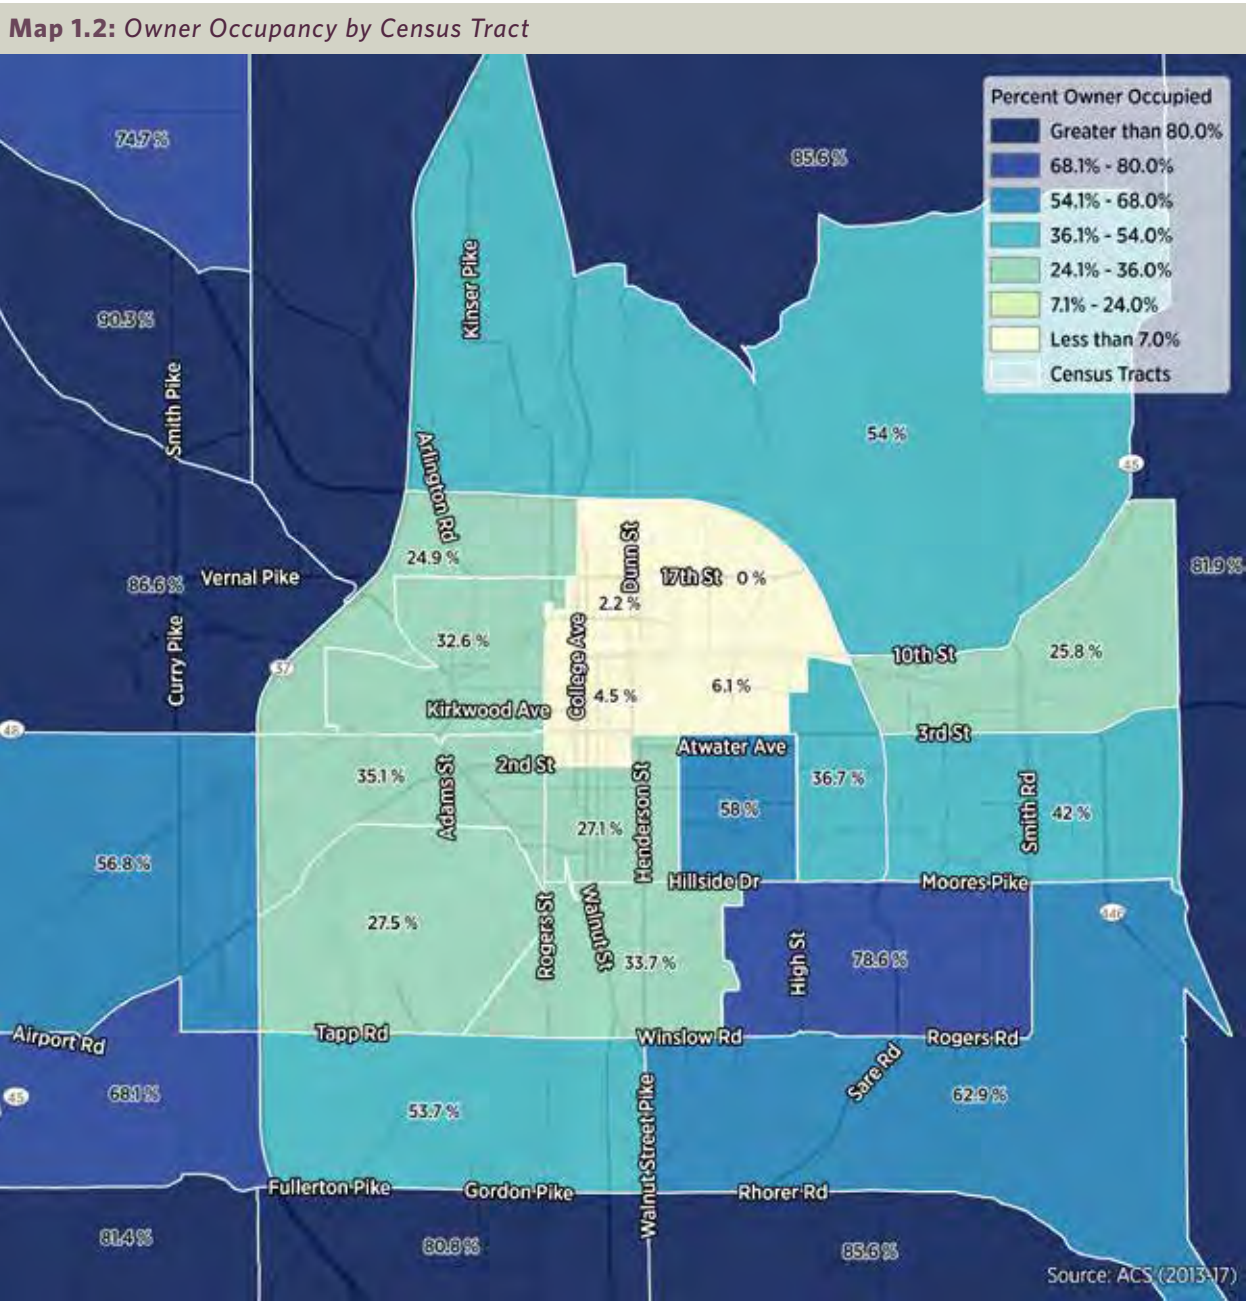 Map 1.2: Owner Occupancy by Census Tract
Percent Owner Occupied
Greater than 80.0%
68.1% - 80.0%
54.1% - 68.0%
36.1% - 54.0%
24.1% - 36.0%
7.1% - 24.0%
Less than 7.0%
Census Tracts
74.7 %
85.6 %
Kinser Pike
90.3 %
Smith Pike
54 %
45
Arlington Rd
24.9 %
Dunn St
17th St
0 %
81.9 %
86.6 %
Vernal Pike
2.2 %
32.6 %
College Ave
Curry Pike
37
10th St
25.8 %
4.5 %
6.1 %
Kirkwood Ave
48
3rd St
Atwater Ave
2nd St
35.1 %
Adams St
36.7 %
58 %
Henderson St
27.1 %
Smith Rd
42 %
56.8 %
Hillside Dr
Moores Pike
446
27.5 %
Rogers St
Walnut St
33.7 %
High St
78.6 %
Airport Rd
Tapp Rd
Winslow Rd
Rogers Rd
Sare Rd
45
68.1 %
53.7 %
62.9 %
Walnut Street Pike
Fullerton Pike
Gordon Pike
Rhorer Rd
81.4 %
80.8 %
85.6 %
Source: ACS (2013-17)